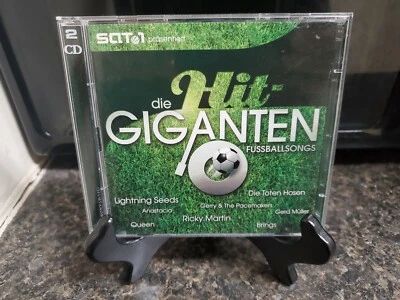 2
CD
SAT.1 präsentiert
die Hit-
GIGANTEN
FUSSBALLSONGS
Die Toten Hosen
Lightning Seeds
Gerry & The Pacemakers
Anastacia
Gerd Müller
Ricky Martin
Queen
Brings